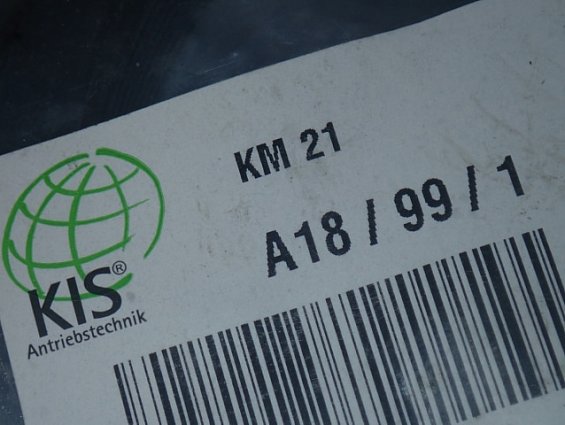 KM 21
A18 / 99 / 1
KIS®
Antriebstechnik